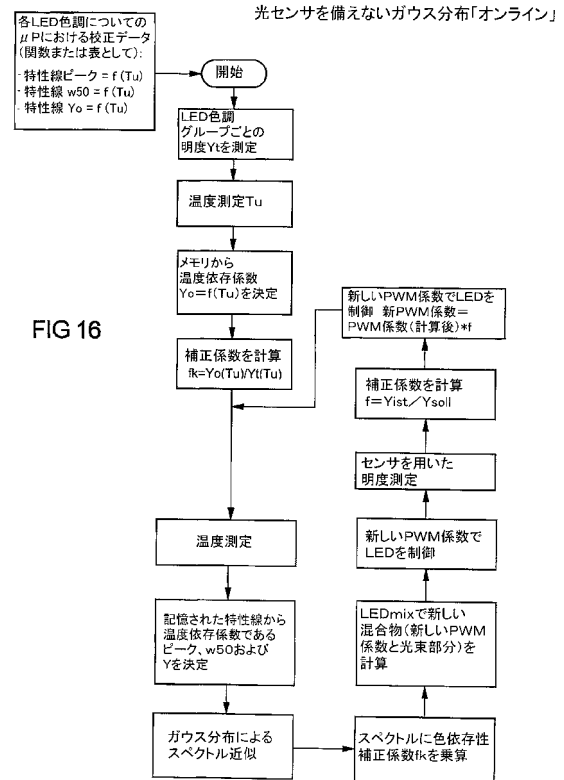 光センサを備えないガウス分布「オンライン」
各LED色調についての
μPにおける校正データ
(関数または表として):
- 特性線ピーク = f (Tu)
- 特性線 w50 = f (Tu)
- 特性線 Yo = f (Tu)
開始
LED色調
グループごとの
明度Ytを測定
温度測定Tu
メモリから
温度依存係数
Yo=f(Tu)を決定
FIG 16
補正係数を計算
fk=Yo(Tu)/Yt(Tu)
温度測定
記憶された特性線から
温度依存係数である
ピーク、w50および
Yを決定
ガウス分布による
スペクトル近似
スペクトルに色依存性
補正係数fkを乗算
LEDmixで新しい
混合物(新しいPWM
係数と光束部分)を
計算
新しいPWM係数で
LEDを制御
センサを用いた
明度測定
補正係数を計算
f=Yist/Ysoll
新しいPWM係数でLEDを
制御 新PWM係数=
PWM係数(計算後)*f